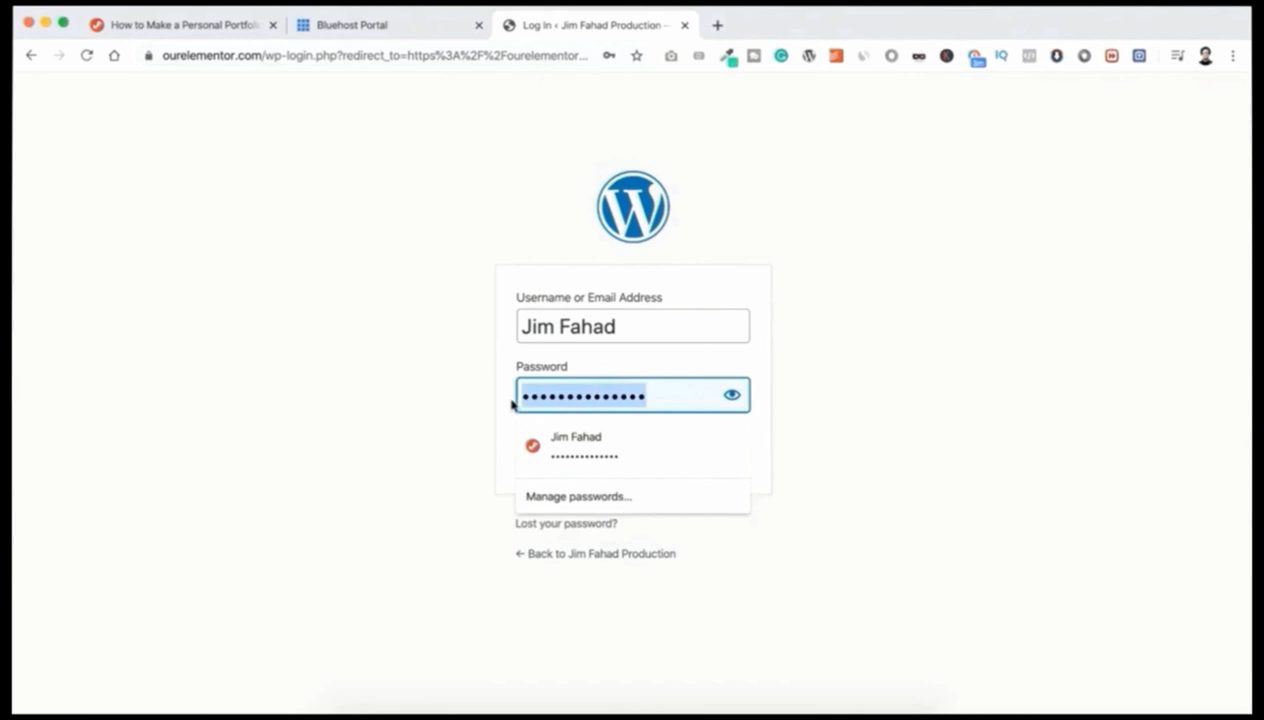 How to Make a Personal Portfoli
Bluehost Portal
Log In ‹ Jim Fahad Production —
ourelementor.com/wp-login.php?redirect_to=https%3A%2F%2Fourelementor...
IQ
Username or Email Address
Jim Fahad
Password
••••••••••••••
Jim Fahad
••••••••••••••
Manage passwords...
Lost your password?
← Back to Jim Fahad Production